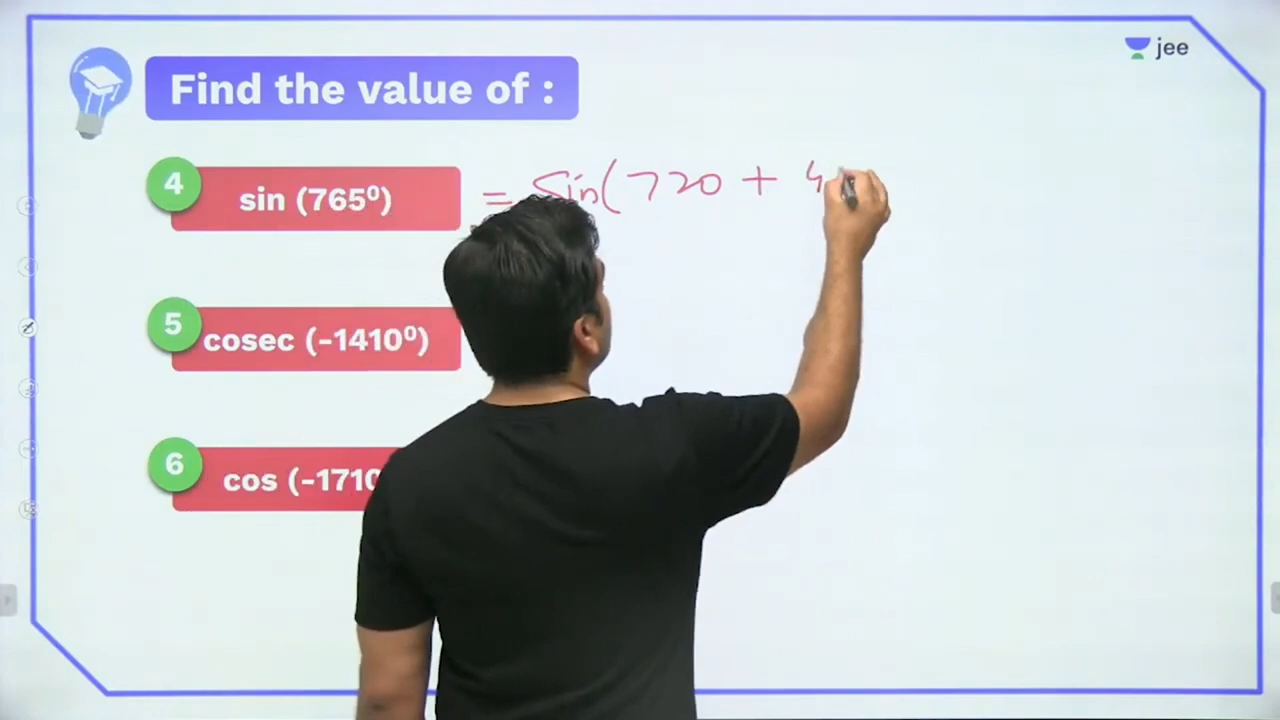 jee
Find the value of :
4
sin (765⁰)
= sin(720 + 4
5
cosec (-1410⁰)
6
cos (-1710